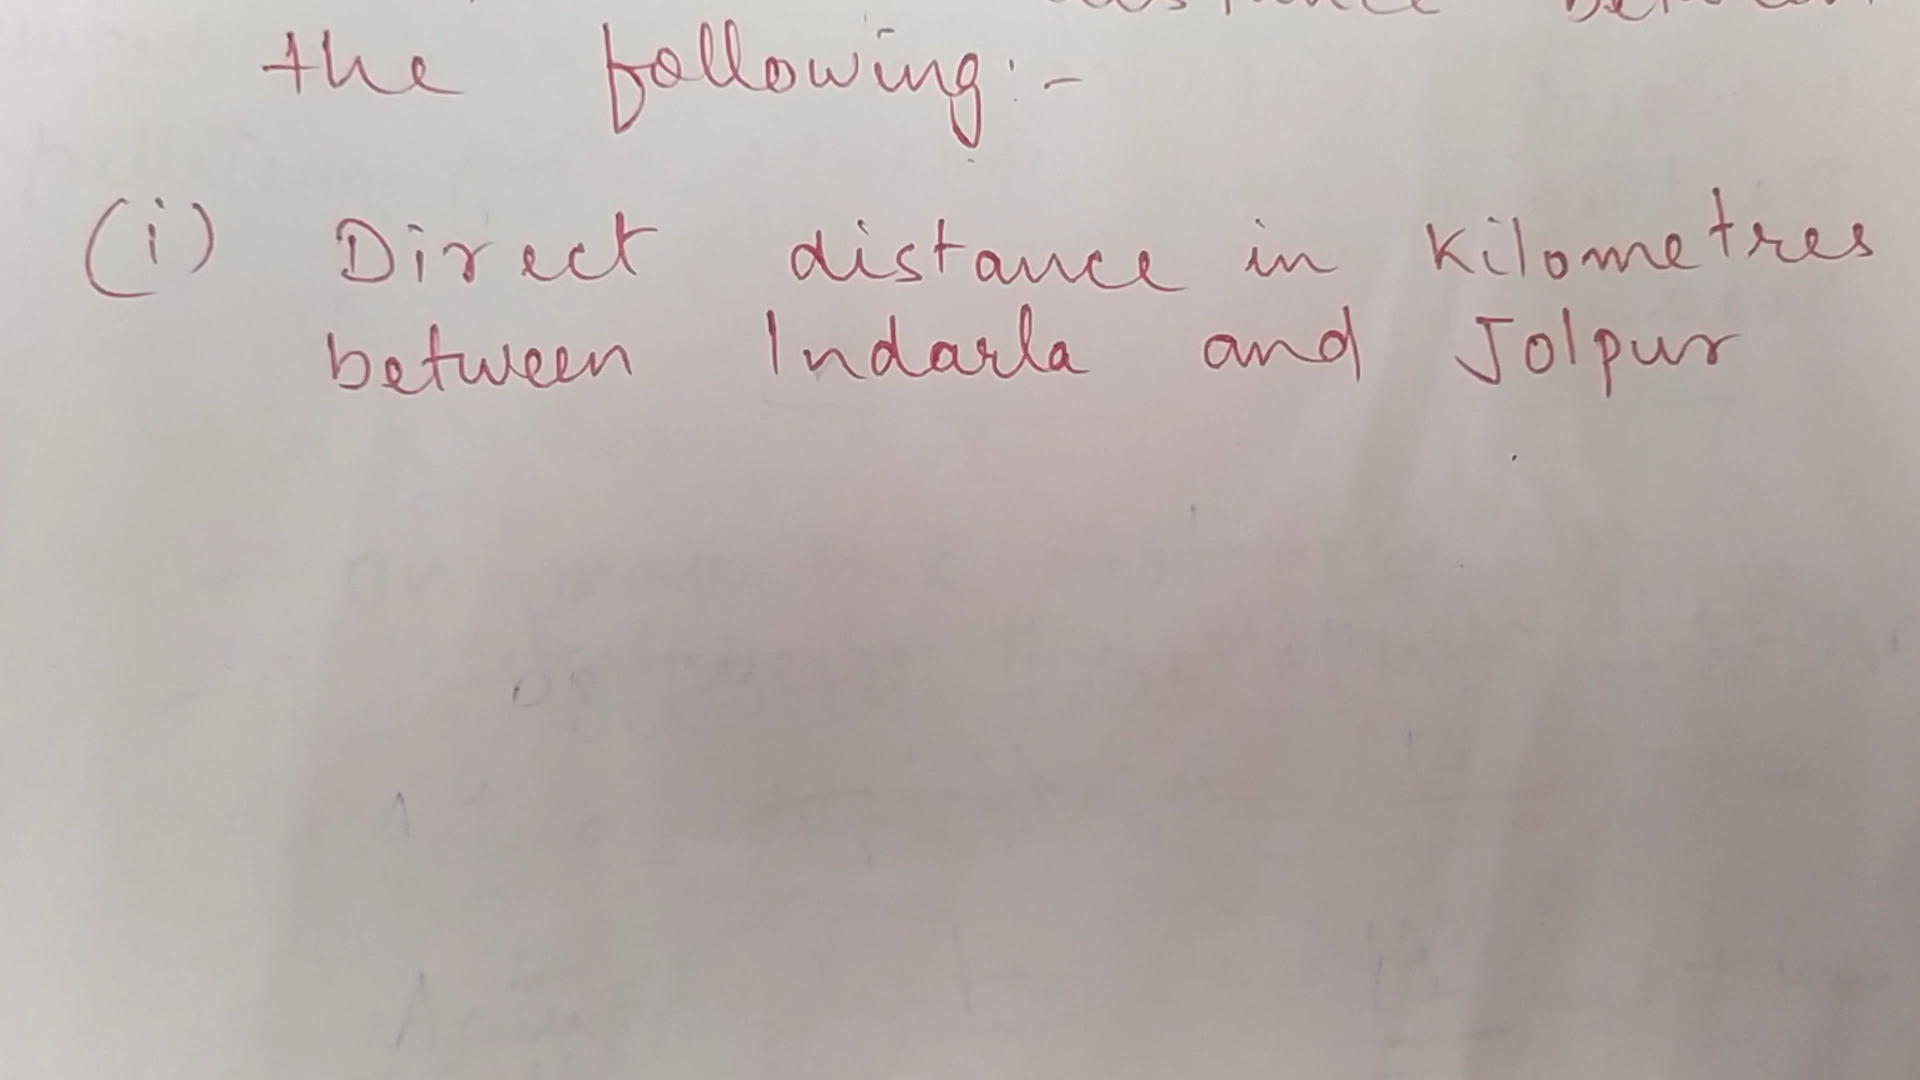 the following:-
(i) Direct distance in Kilometres
between Indarla and Jolpur